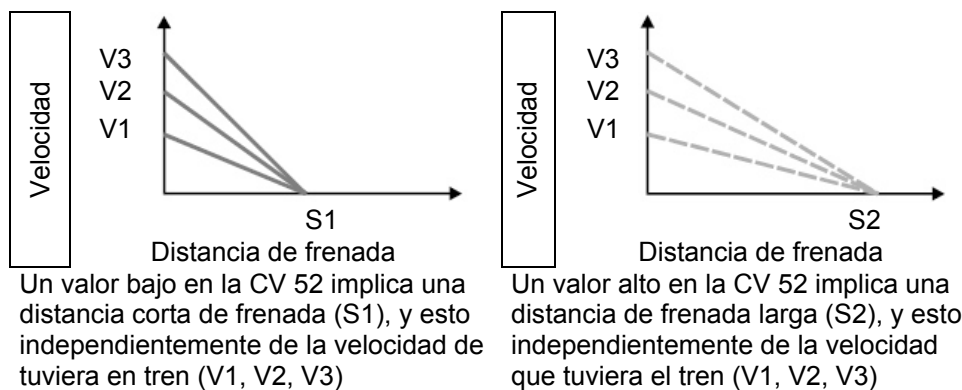 Velocidad
V3
V2
V1
S1
Distancia de frenada
Un valor bajo en la CV 52 implica una
distancia corta de frenada (S1), y esto
independientemente de la velocidad de
tuviera en tren (V1, V2, V3)
Velocidad
V3
V2
V1
S2
Distancia de frenada
Un valor alto en la CV 52 implica una
distancia de frenada larga (S2), y esto
independientemente de la velocidad
que tuviera el tren (V1, V2, V3)